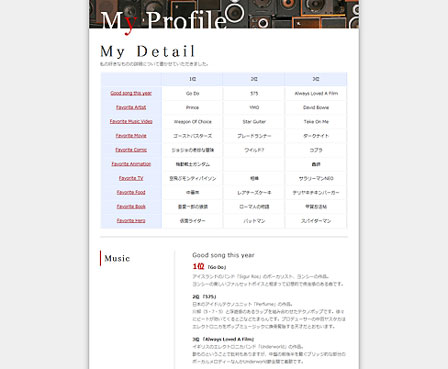 My Profile
My Detail
私の好きなものの詳細について書かせていただきました。
1位 2位 3位
Good song this year Go Do 575 Always Loved A Film
Favorite Artist Prince YMO David Bowie
Favorite Music Video Weapon Of Choice Star Guitar Take On Me
Favorite Movie ゴーストバスターズ ブレードランナー ダークナイト
Favorite Comic ジョジョの奇妙な冒険 ワイルド7 コブラ
Favorite Animation 機動戦士ガンダム
Favorite TV 空飛ぶモンティパイソン 相棒 サラリーマンNEO
Favorite Food 中華丼 レアチーズケーキ デリヤキチキンバーガー
Favorite Book ローマ人の物語
Favorite Hero 仮面ライダー バットマン スパイダーマン
Music
Good song this year
1位 「Go Do」
アイスランドのバンド「Sigur Ros」のボーカリスト、ヨンシーの作品。
ヨンシーの美しいファルセットボイスと
2位 「575」
日本のアイドルテクノユニット「Perfume」の作品。
3位 「Always Loved A Film」
イギリスのエレクトロニカバンド「Underworld」の作品。